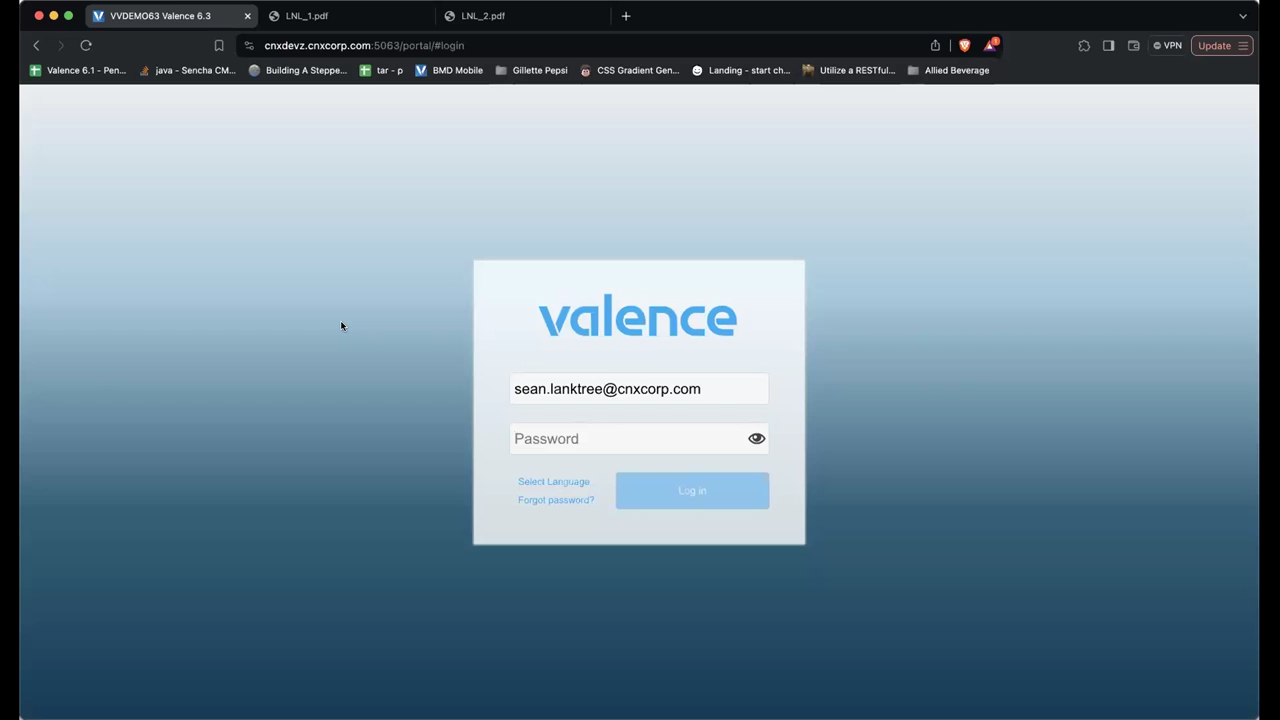 VVDEMO63 Valence 6.3
LNL_1.pdf
LNL_2.pdf
cnxdevz.cnxcorp.com:5063/portal/#login
1
VPN
Update
Valence 6.1 - Pen...
java - Sencha CM...
Building A Steppe...
tar - p
BMD Mobile
Gillette Pepsi
CSS Gradient Gen...
Landing - start ch...
Utilize a RESTful...
Allied Beverage
valence
sean.lanktree@cnxcorp.com
Password
Select Language
Forgot password?
Log in